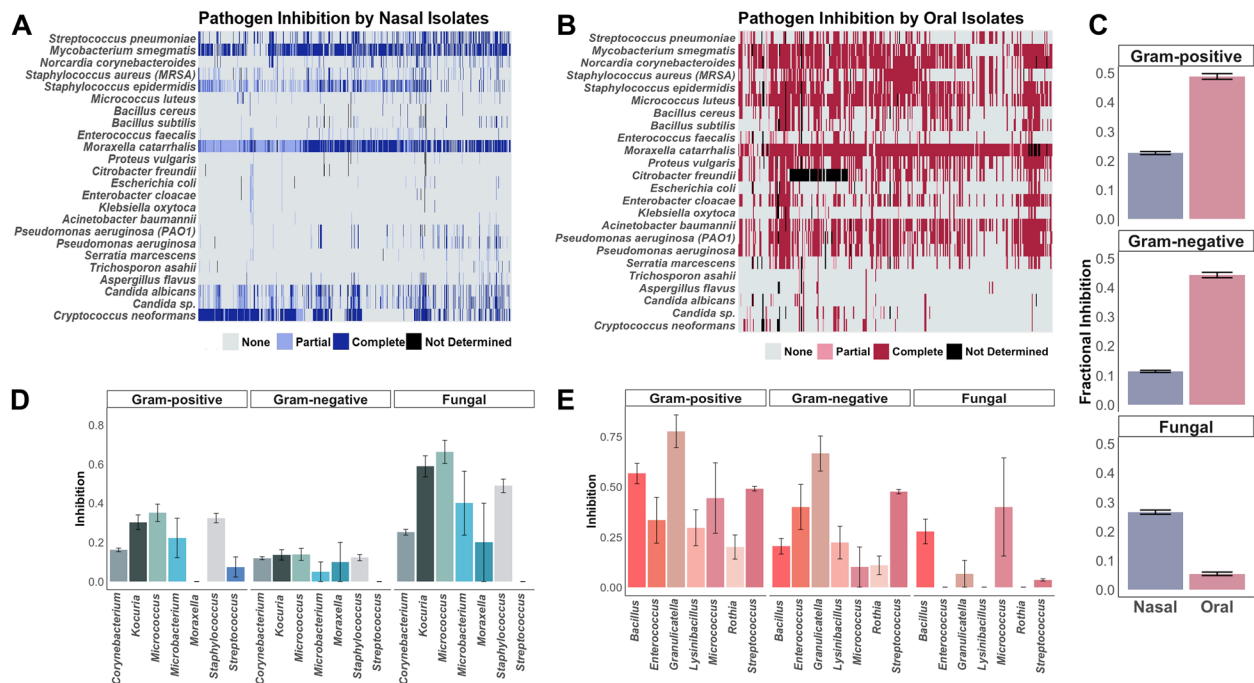 A
Pathogen Inhibition by Nasal Isolates
Streptococcus pneumoniae
Mycobacterium smegmatis
Norcardia corynebacteroides
Staphylococcus aureus (MRSA)
Staphylococcus epidermidis
Micrococcus luteus
Bacillus cereus
Bacillus subtilis
Enterococcus faecalis
Moraxella catarrhalis
Proteus vulgaris
Citrobacter freundii
Escherichia coli
Enterobacter cloacae
Klebsiella oxytoca
Acinetobacter baumannii
Pseudomonas aeruginosa (PAO1)
Pseudomonas aeruginosa
Serratia marcescens
Trichosporon asahii
Aspergillus flavus
Candida albicans
Candida sp.
Cryptococcus neoformans
None Partial Complete Not Determined
B
Pathogen Inhibition by Oral Isolates
Streptococcus pneumoniae
Mycobacterium smegmatis
Norcardia corynebacteroides
Staphylococcus aureus (MRSA)
Staphylococcus epidermidis
Micrococcus luteus
Bacillus cereus
Bacillus subtilis
Enterococcus faecalis
Moraxella catarrhalis
Proteus vulgaris
Citrobacter freundii
Escherichia coli
Enterobacter cloacae
Klebsiella oxytoca
Acinetobacter baumannii
Pseudomonas aeruginosa (PAO1)
Pseudomonas aeruginosa
Serratia marcescens
Trichosporon asahii
Aspergillus flavus
Candida albicans
Candida sp.
Cryptococcus neoformans
None Partial Complete Not Determined
C
Fractional Inhibition
Gram-positive
0.5
0.4
0.3
0.2
0.1
0.0
Gram-negative
0.5
0.4
0.3
0.2
0.1
0.0
Fungal
0.5
0.4
0.3
0.2
0.1
0.0
Nasal Oral
D
Gram-positive Gram-negative Fungal
Inhibition
0.8
0.6
0.4
0.2
0.0
Corynebacterium
Kocuria
Micrococcus
Microbacterium
Moraxella
Staphylococcus
Streptococcus
Corynebacterium
Kocuria
Micrococcus
Microbacterium
Moraxella
Staphylococcus
Streptococcus
Corynebacterium
Kocuria
Micrococcus
Microbacterium
Moraxella
Staphylococcus
Streptococcus
E
Gram-positive Gram-negative Fungal
Inhibition
0.75
0.50
0.25
0.00
Bacillus
Enterococcus
Granulicatella
Lysinibacillus
Micrococcus
Rothia
Streptococcus
Bacillus
Enterococcus
Granulicatella
Lysinibacillus
Micrococcus
Rothia
Streptococcus
Bacillus
Enterococcus
Granulicatella
Lysinibacillus
Micrococcus
Rothia
Streptococcus